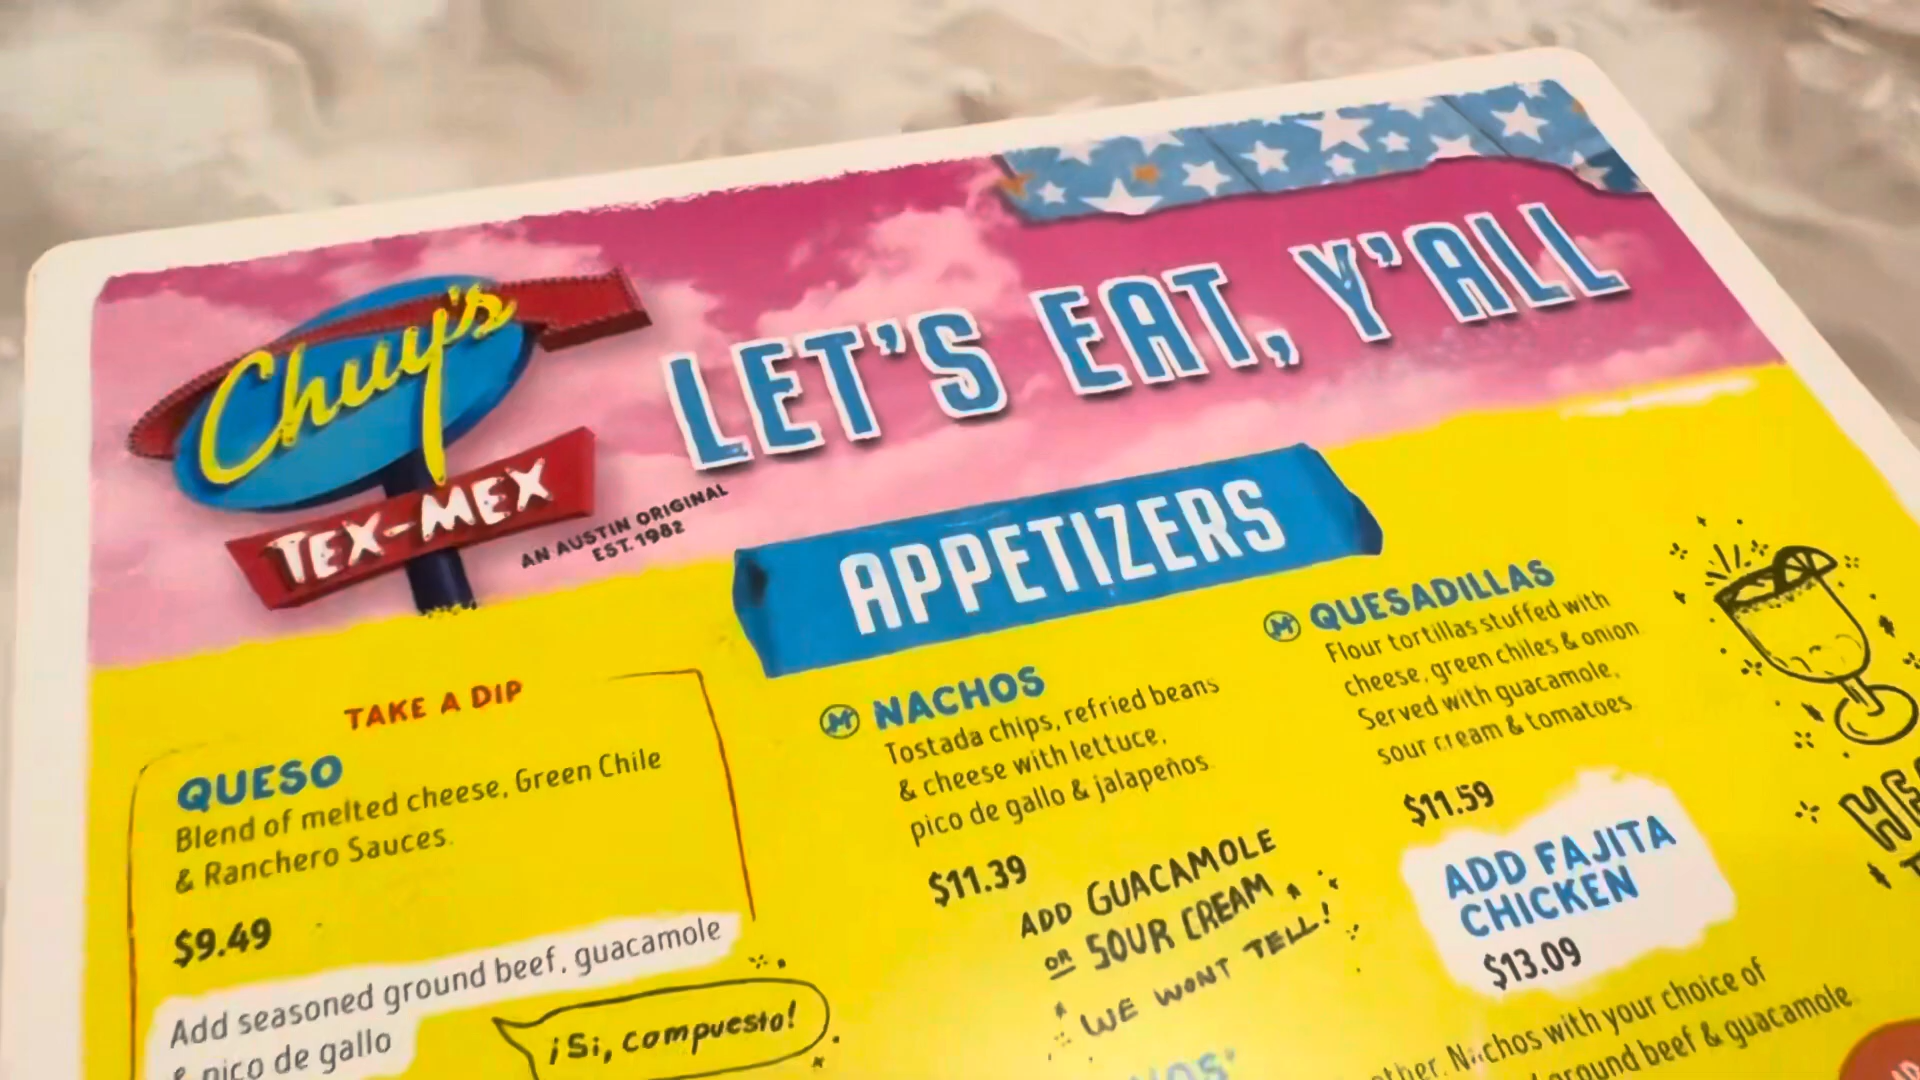 Chuy's
TEX-MEX
AN AUSTIN ORIGINAL
EST. 1982
LET'S EAT, Y'ALL
APPETIZERS
TAKE A DIP
QUESO
Blend of melted cheese, Green Chile
& Ranchero Sauces.
$9.49
Add seasoned ground beef, guacamole
& pico de gallo
¡Si, compuesto!
M NACHOS
Tostada chips, refried beans
& cheese with lettuce,
pico de gallo & jalapeños.
$11.39
ADD GUACAMOLE
OR SOUR CREAM
WE WONT TELL!
M QUESADILLAS
Flour tortillas stuffed with
cheese, green chiles & onion.
Served with guacamole,
sour cream & tomatoes.
$11.59
ADD FAJITA
CHICKEN
$13.09
Nachos with your choice of
ground beef & guacamole.